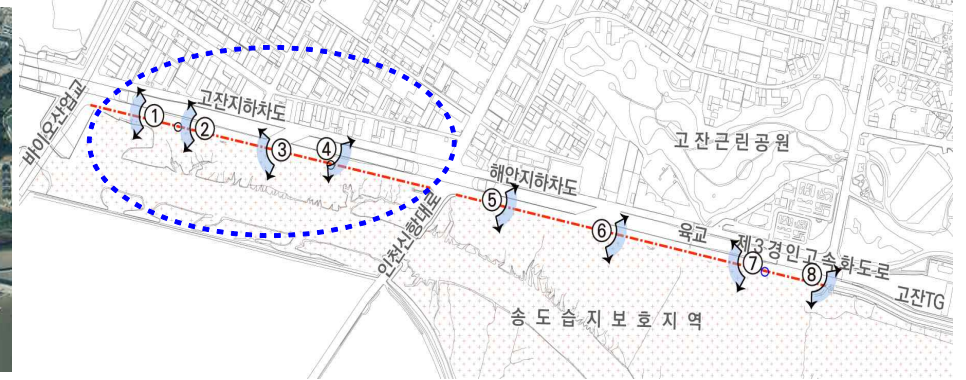 바이오산업교
①
②
고잔지하차도
③
④
인천신항대로
⑤
해안지하차도
⑥
육교
고잔근린공원
⑦
제3경인고속화도로
⑧
고잔TG
송도습지보호지역